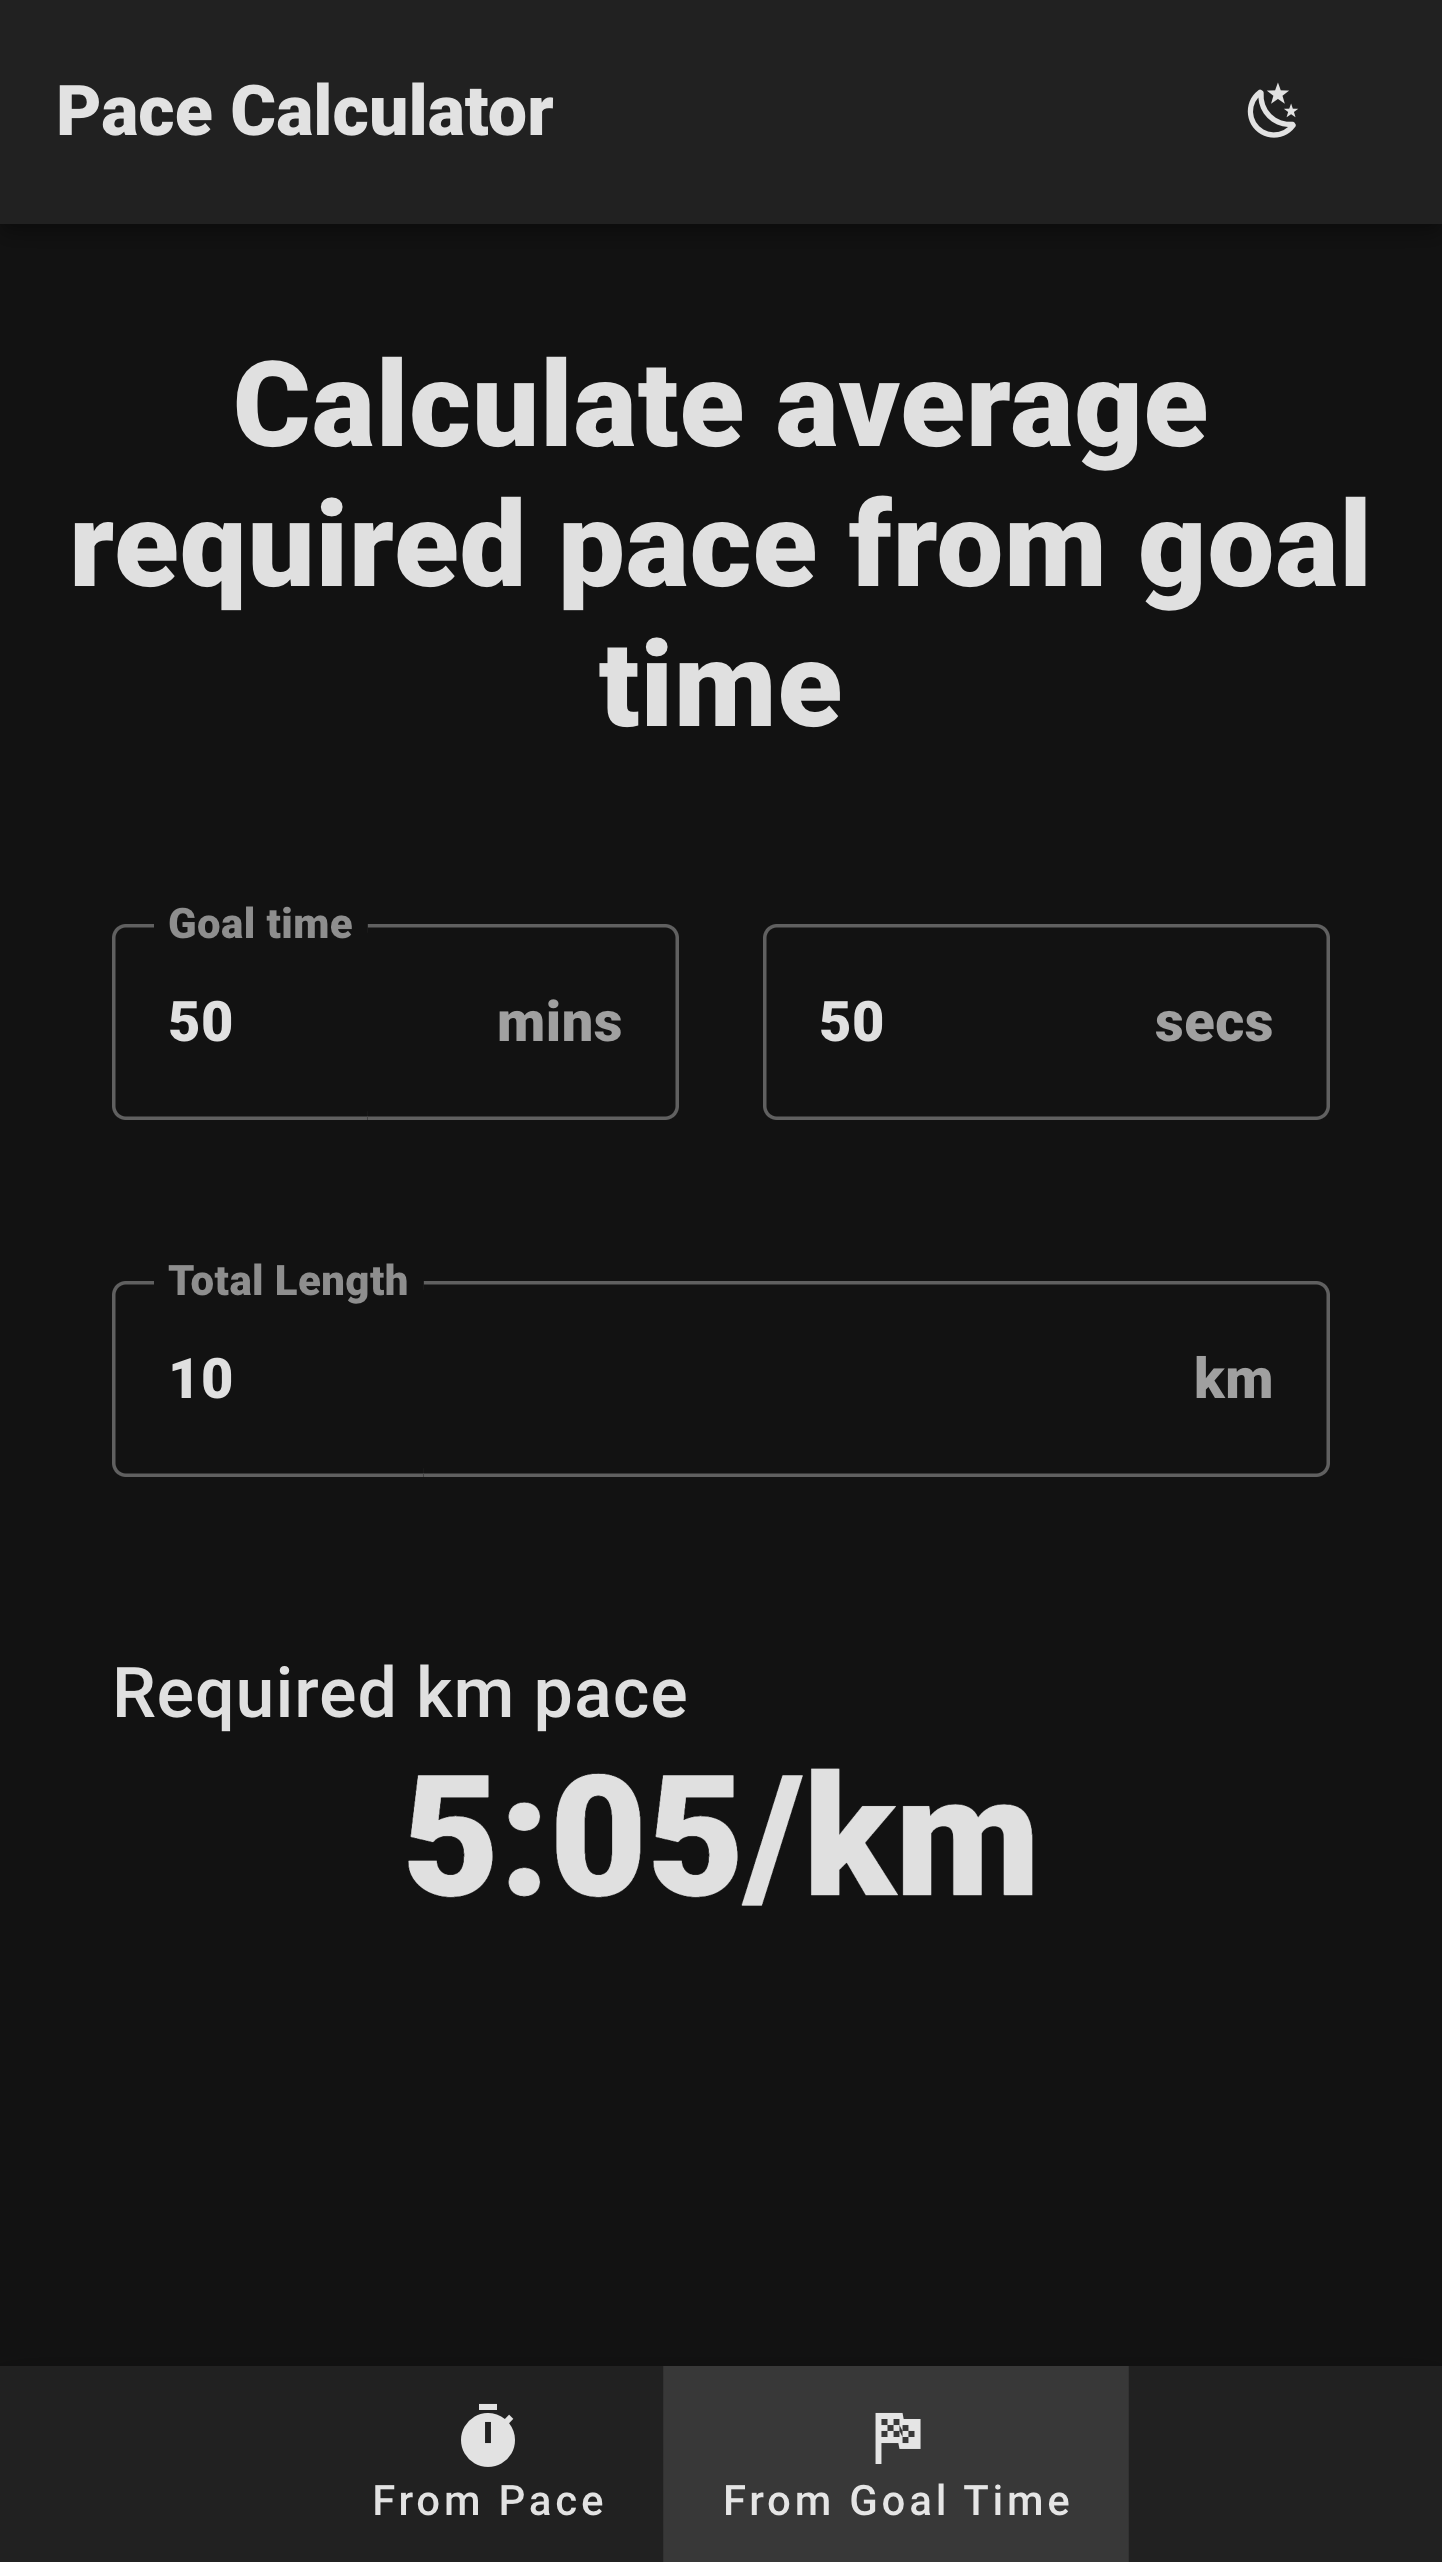 Pace Calculator
Calculate average
required pace from goal
time
Goal time
50 mins
50 secs
Total Length
10 km
Required km pace
5:05/km
From Pace
From Goal Time